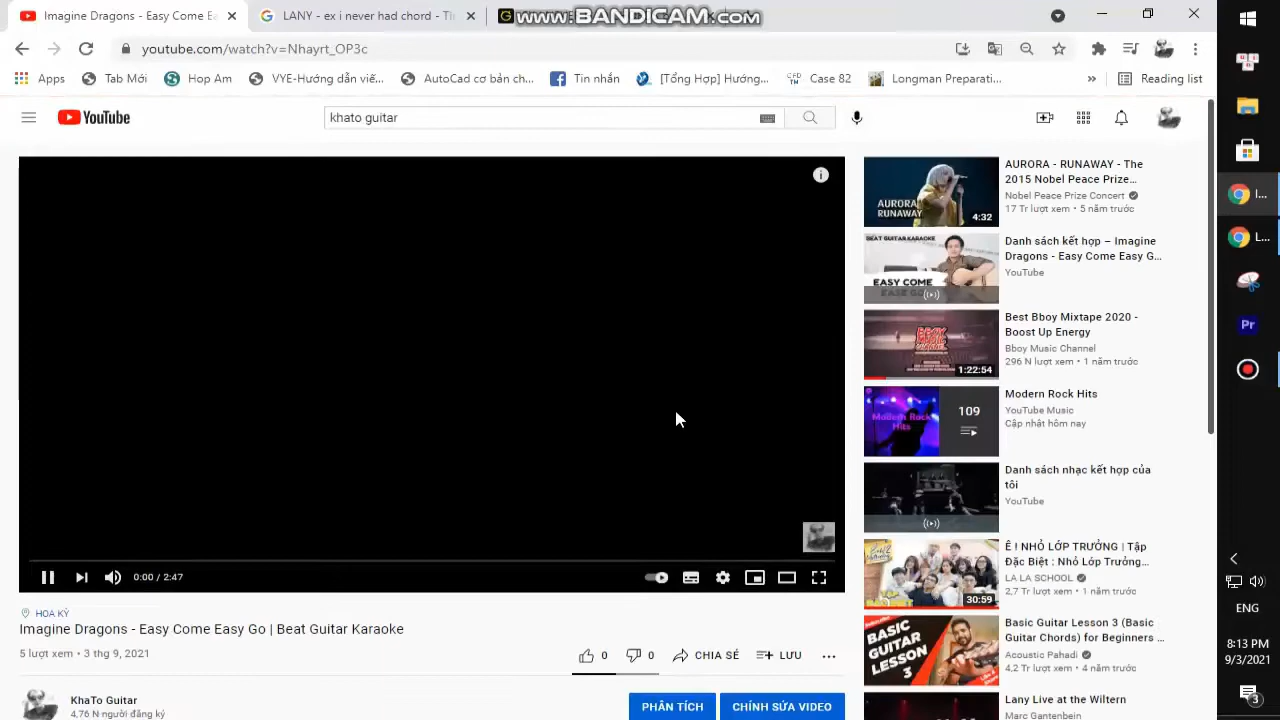 Imagine Dragons - Easy Come Ea
LANY - ex i never had chord - Th
www.BANDICAM.com
youtube.com/watch?v=Nhayrt_OP3c
Apps
Tab Mới
Hop Am
VYE-Hướng dẫn viế...
AutoCad cơ bản ch...
Tin nhắn
[Tổng Hợp] Hướng...
Case 82
Longman Preparati...
»
Reading list
YouTube
khato guitar
AURORA - RUNAWAY - The
2015 Nobel Peace Prize...
Nobel Peace Prize Concert
17 Tr lượt xem • 5 năm trước
AURORA
RUNAWAY
4:32
BEAT GUITAR KARAOKE
EASY COME
EASE GO
Danh sách kết hợp – Imagine
Dragons - Easy Come Easy G...
YouTube
Best Bboy Mixtape 2020 -
Boost Up Energy
Bboy Music Channel
296 N lượt xem • 1 năm trước
1:22:54
Modern Rock
Hits
109
Modern Rock Hits
YouTube Music
Cập nhật hôm nay
Danh sách nhạc kết hợp của
tôi
YouTube
Ê ! NHỎ LỚP TRƯỞNG | Tập
Đặc Biệt : Nhỏ Lớp Trưởng...
LA LA SCHOOL
2,7 Tr lượt xem • 1 năm trước
30:59
BASIC
GUITAR
LESSON
3
Basic Guitar Lesson 3 (Basic
Guitar Chords) for Beginners ...
Acoustic Pahadi
4,2 Tr lượt xem • 4 năm trước
Lany Live at the Wiltern
Marc Gantenbein
0:00 / 2:47
HOA KỲ
Imagine Dragons - Easy Come Easy Go | Beat Guitar Karaoke
5 lượt xem • 3 thg 9, 2021
0
0
CHIA SẺ
LƯU
KhaTo Guitar
4,76 N người đăng ký
PHÂN TÍCH
CHỈNH SỬA VIDEO
I...
L...
Pr
ENG
8:13 PM
9/3/2021
3